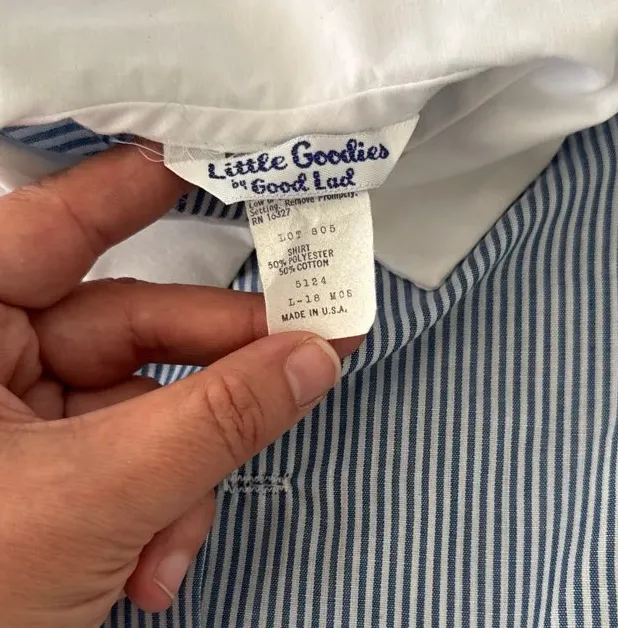 Little Goodies
by Good Lad
Setting. Remove Promptly.
RN 16327
LOT 805
SHIRT
50% POLYESTER
50% COTTON
5124
L-18 MOS
MADE IN U.S.A.